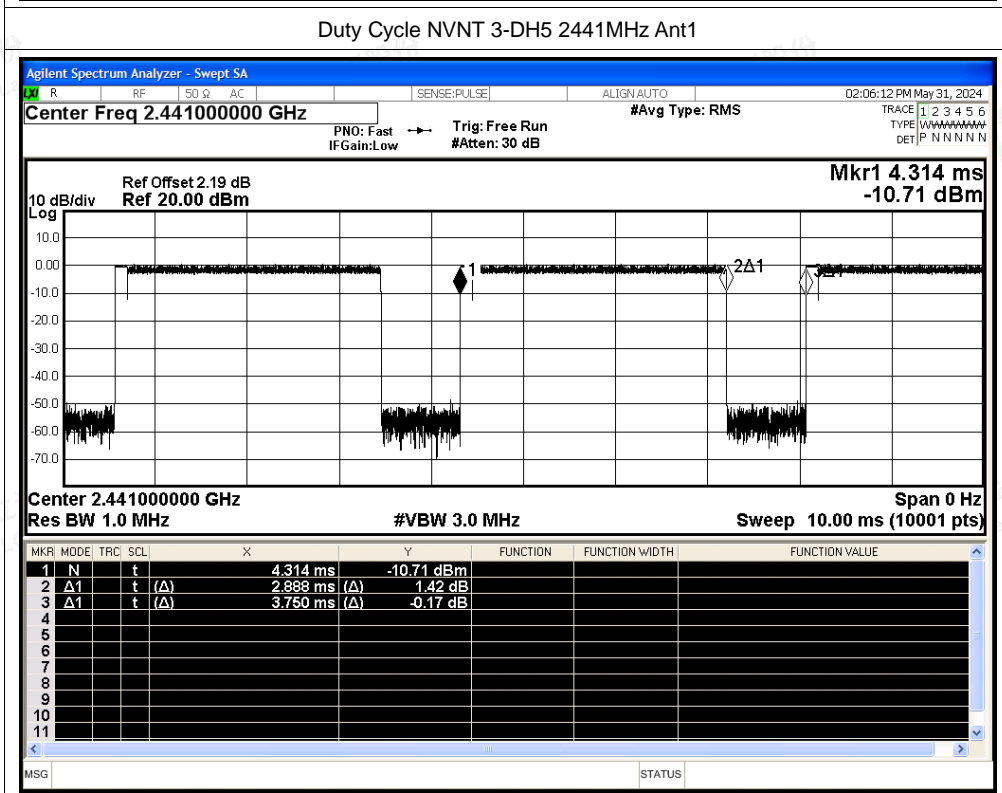 Duty Cycle NVNT 3-DH5 2441MHz Ant1
Agilent Spectrum Analyzer - Swept SA
LXI R RF 50 Ω AC SENSE:PULSE ALIGN AUTO 02:06:12 PM May 31, 2024
Center Freq 2.441000000 GHz #Avg Type: RMS TRACE 1 2 3 4 5 6
PNO: Fast Trig: Free Run TYPE WWWWWW
IFGain:Low #Atten: 30 dB DET P N N N N N
Mkr1 4.314 ms
Ref Offset 2.19 dB
10 dB/div Ref 20.00 dBm -10.71 dBm
Log
10.0
0.00
-10.0
-20.0
-30.0
-40.0
-50.0
-60.0
-70.0
1 2Δ1 3Δ1
Center 2.441000000 GHz Span 0 Hz
Res BW 1.0 MHz #VBW 3.0 MHz Sweep 10.00 ms (10001 pts)
MKR MODE TRC SCL X Y FUNCTION FUNCTION WIDTH FUNCTION VALUE
1 N t 4.314 ms -10.71 dBm
2 Δ1 t (Δ) 2.888 ms (Δ) 1.42 dB
3 Δ1 t (Δ) 3.750 ms (Δ) -0.17 dB
4
5
6
7
8
9
10
11
MSG STATUS